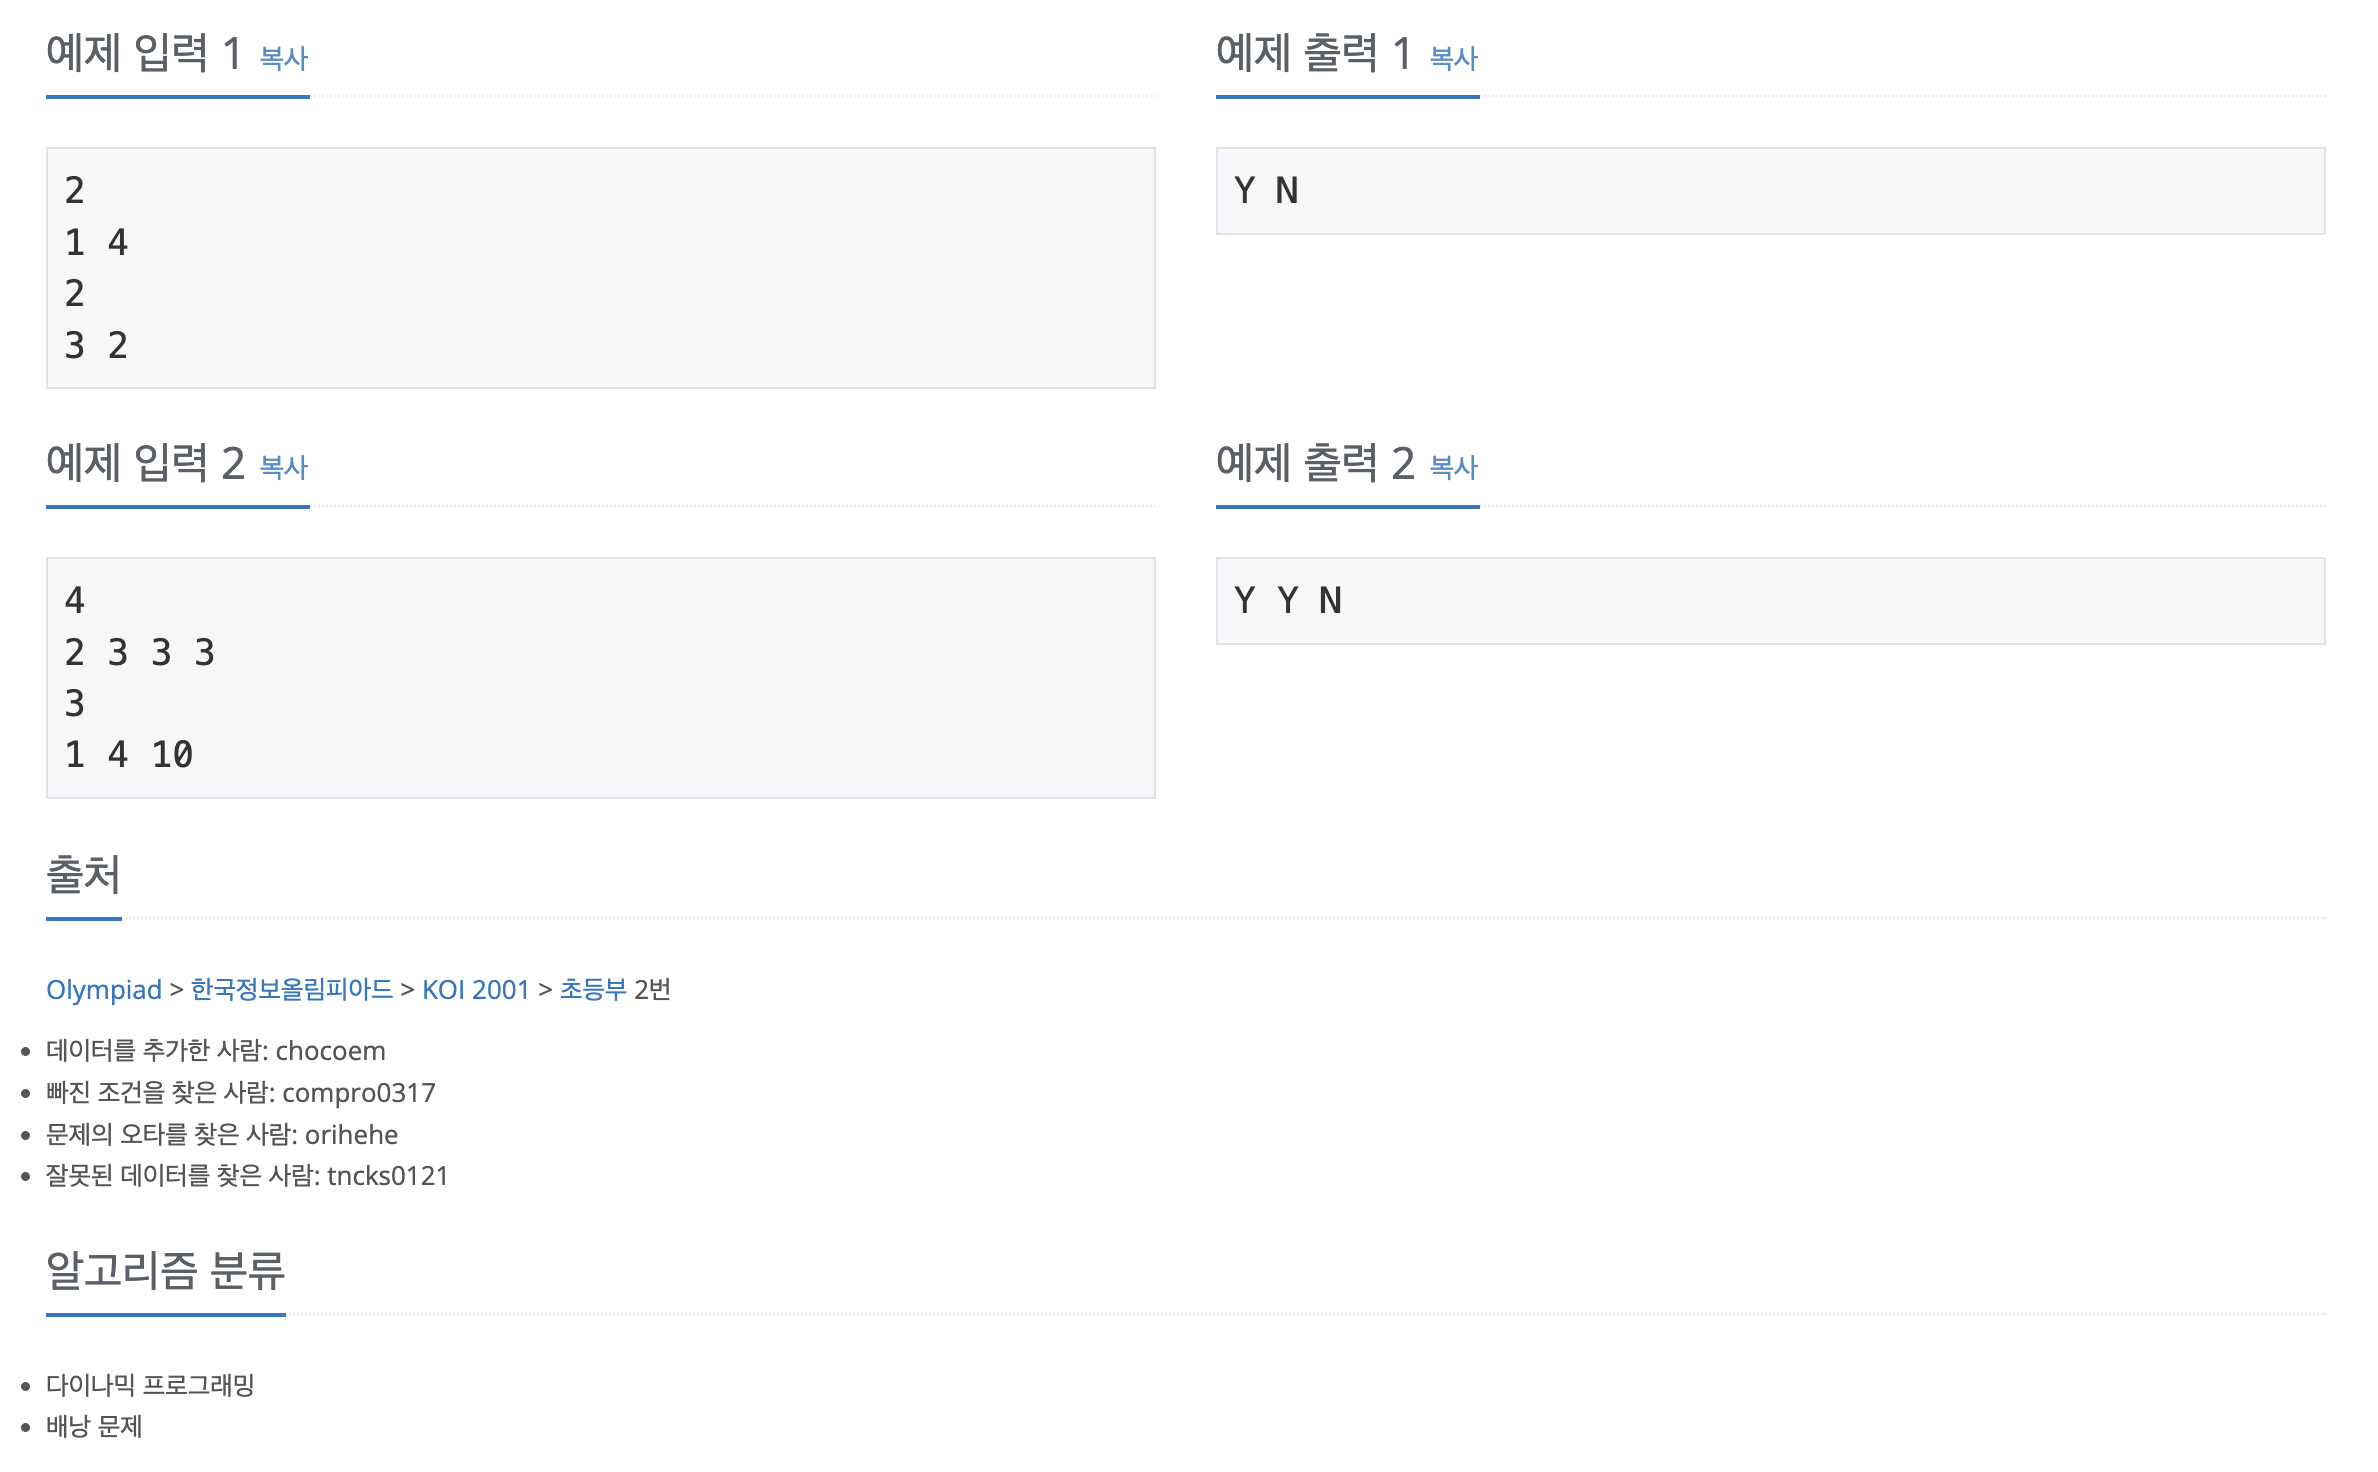 예제 입력 1 복사
2
1 4
2
3 2
예제 출력 1 복사
Y N
예제 입력 2 복사
4
2 3 3 3
3
1 4 10
예제 출력 2 복사
Y Y N
출처
Olympiad > 한국정보올림피아드 > KOI 2001 > 초등부 2번
데이터를 추가한 사람: chocoem
빠진 조건을 찾은 사람: compro0317
문제의 오타를 찾은 사람: orihehe
잘못된 데이터를 찾은 사람: tncks0121
알고리즘 분류
다이나믹 프로그래밍
배낭 문제